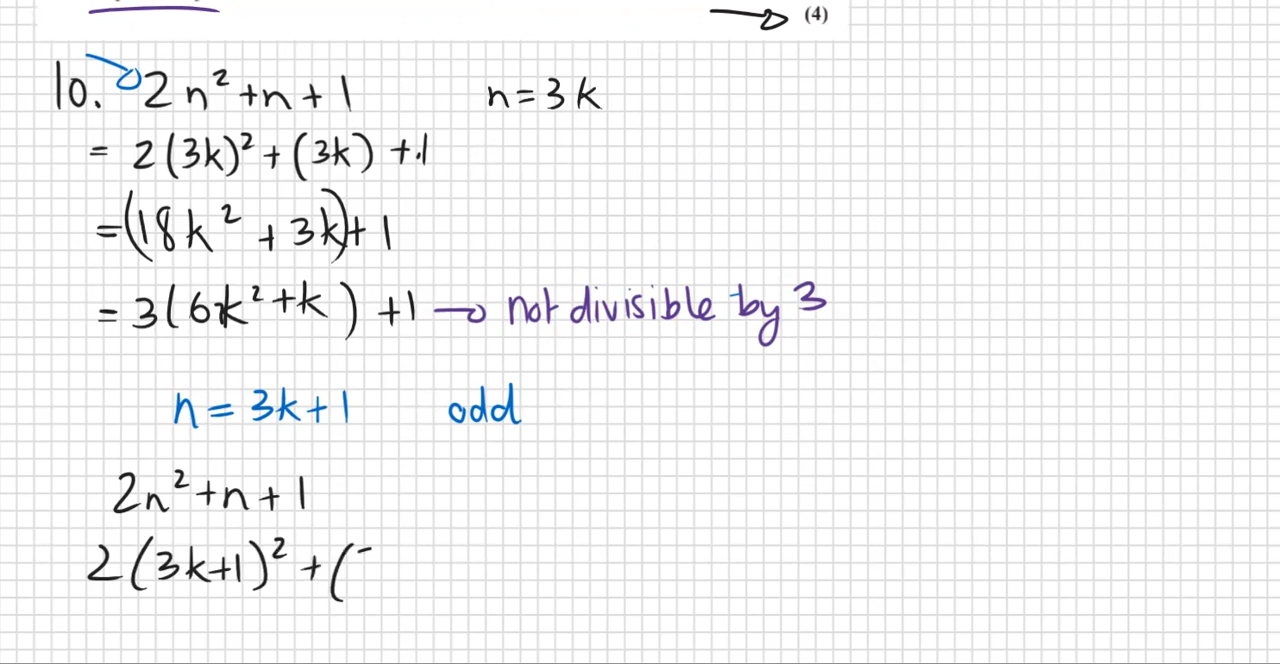 (4)
10. 2n² + n + 1 n = 3k
= 2(3k)² + (3k) + 1
= (18k² + 3k) + 1
= 3(6k² + k) + 1 → not divisible by 3
n = 3k + 1 odd
2n² + n + 1
2(3k+1)² + (